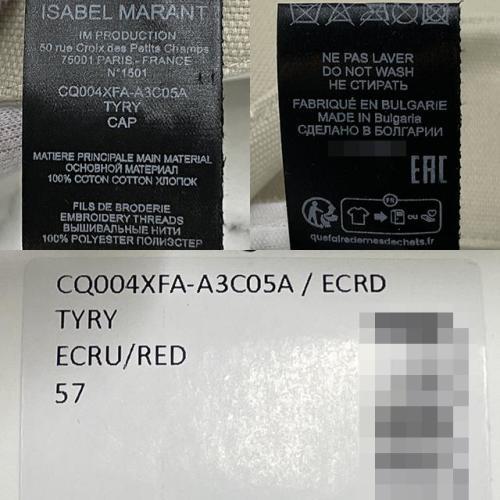 ISABEL MARANT
IM PRODUCTION
50 rue Croix des Petits Champs
75001 PARIS - FRANCE
N°1501
CQ004XFA-A3C05A
TYRY
CAP
MATIERE PRINCIPALE MAIN MATERIAL
ОСНОВНОЙ МАТЕРИАЛ
100% COTON COTTON ХЛОПОК
FILS DE BRODERIE
EMBROIDERY THREADS
ВЫШИВАЛЬНЫЕ НИТИ
100% POLYESTER ПОЛИЭСТЕР
NE PAS LAVER
DO NOT WASH
НЕ СТИРАТЬ
FABRIQUÉ EN BULGARIE
MADE IN Bulgaria
СДЕЛАНО В БОЛГАРИИ
EAC
FR
OU
quefairedemesdechets.fr
CQ004XFA-A3C05A / ECRD
TYRY
ECRU/RED
57